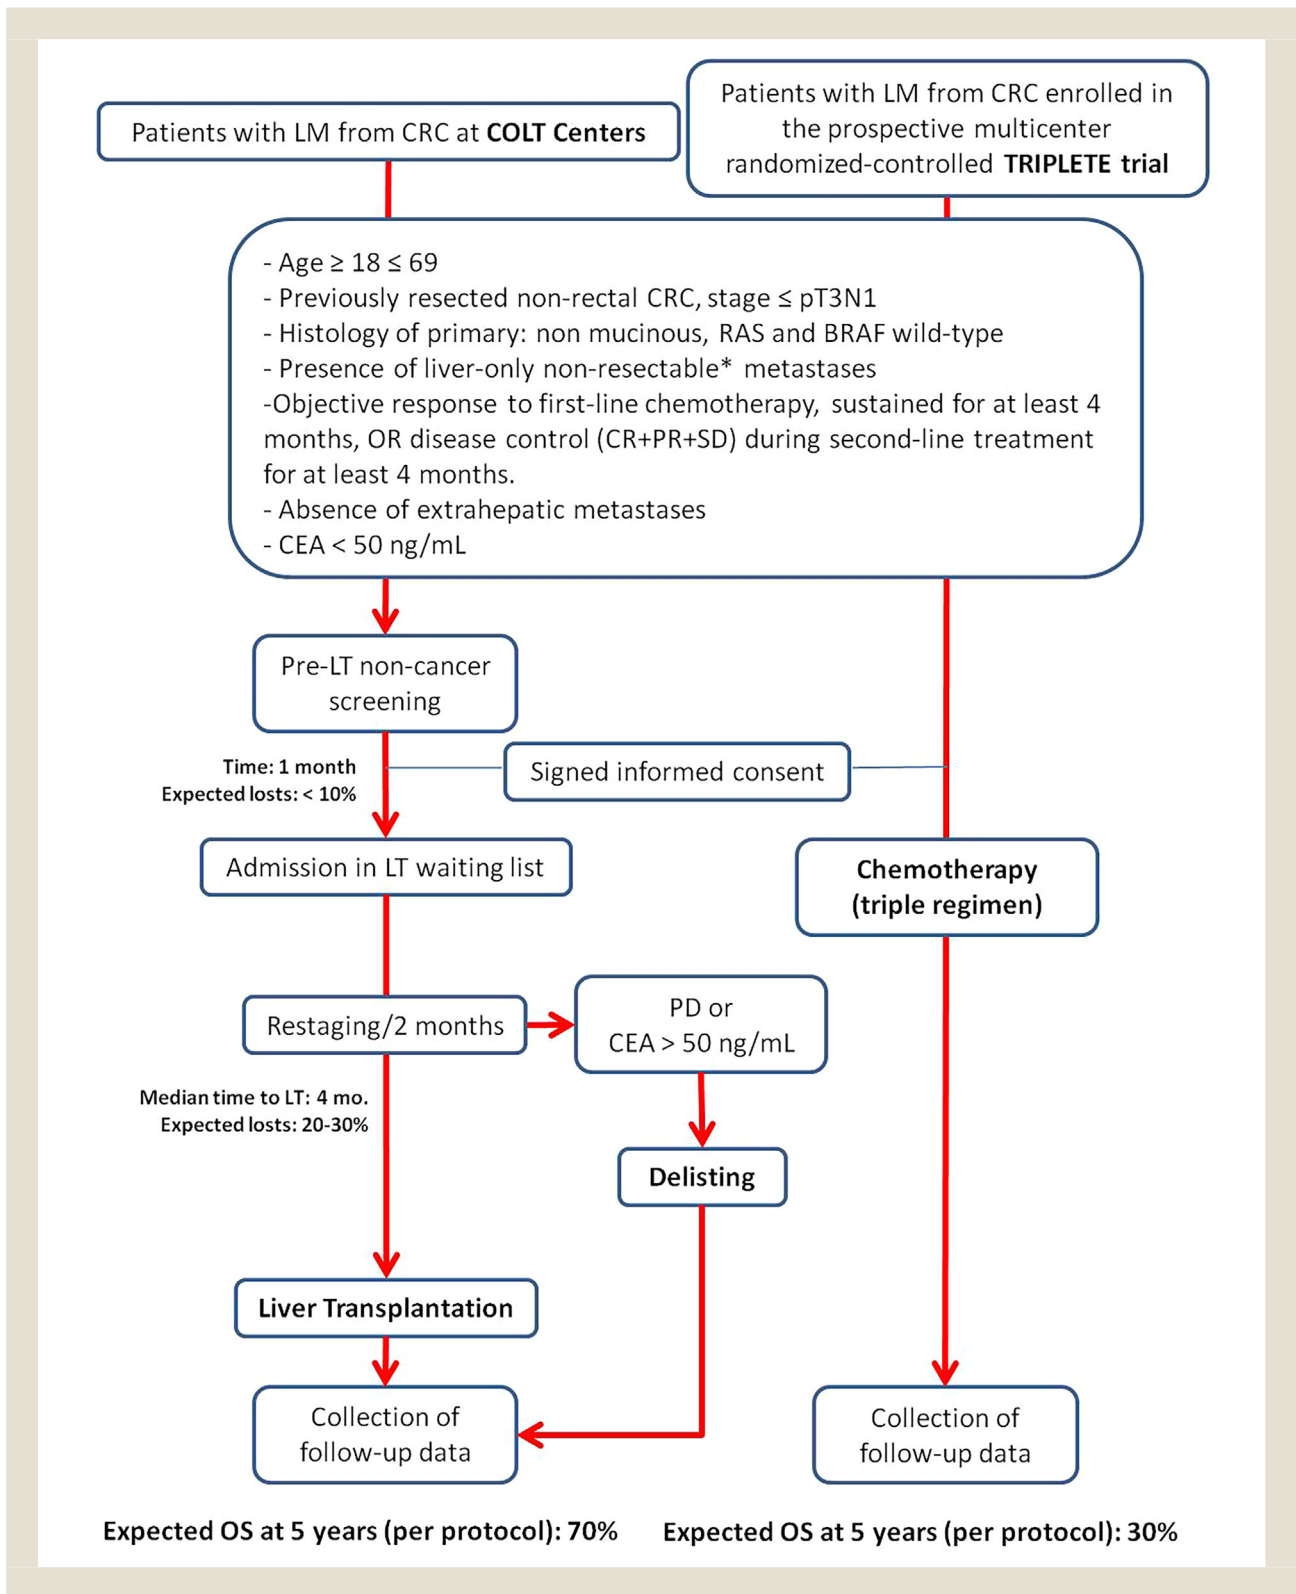 Patients with LM from CRC at COLT Centers
Patients with LM from CRC enrolled in
the prospective multicenter
randomized-controlled TRIPLETE trial
- Age ≥ 18 ≤ 69
- Previously resected non-rectal CRC, stage ≤ pT3N1
- Histology of primary: non mucinous, RAS and BRAF wild-type
- Presence of liver-only non-resectable* metastases
-Objective response to first-line chemotherapy, sustained for at least 4
months, OR disease control (CR+PR+SD) during second-line treatment
for at least 4 months.
- Absence of extrahepatic metastases
- CEA < 50 ng/mL
Pre-LT non-cancer
screening
Time: 1 month
Expected losts: < 10%
Signed informed consent
Admission in LT waiting list
Chemotherapy
(triple regimen)
Restaging/2 months
PD or
CEA > 50 ng/mL
Median time to LT: 4 mo.
Expected losts: 20-30%
Delisting
Liver Transplantation
Collection of
follow-up data
Collection of
follow-up data
Expected OS at 5 years (per protocol): 70%
Expected OS at 5 years (per protocol): 30%